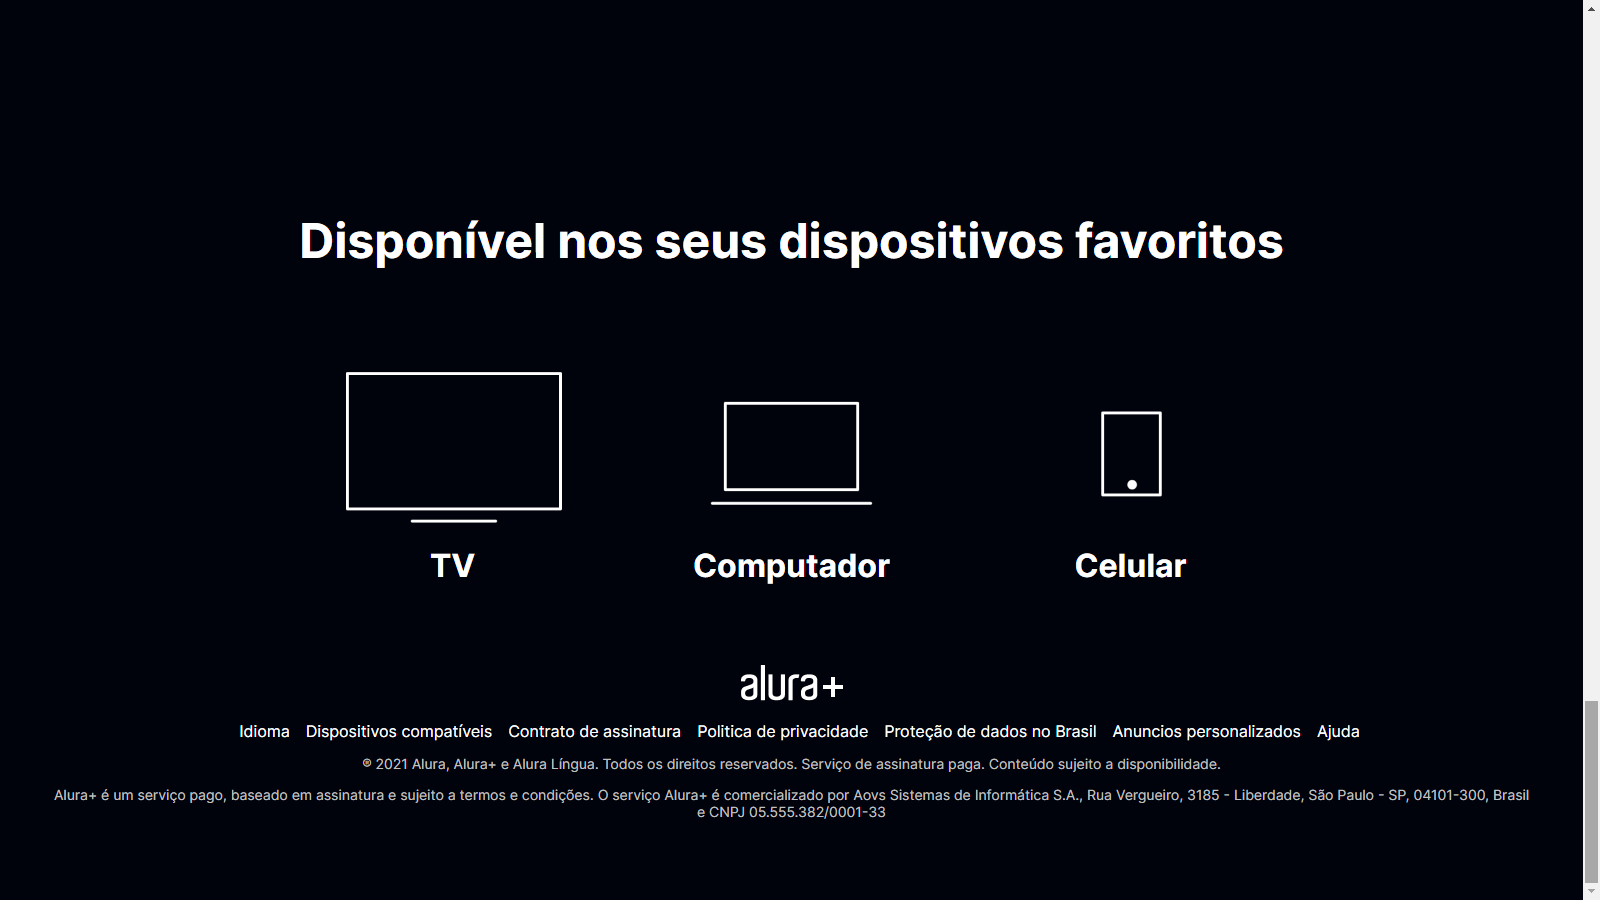 Disponível nos seus dispositivos favoritos
TV
Computador
Celular
alura+
Idioma Dispositivos compatíveis Contrato de assinatura Politica de privacidade Proteção de dados no Brasil Anuncios personalizados Ajuda
® 2021 Alura, Alura+ e Alura Língua. Todos os direitos reservados. Serviço de assinatura paga. Conteúdo sujeito a disponibilidade.
Alura+ é um serviço pago, baseado em assinatura e sujeito a termos e condições. O serviço Alura+ é comercializado por Aovs Sistemas de Informática S.A., Rua Vergueiro, 3185 - Liberdade, São Paulo - SP, 04101-300, Brasil
e CNPJ 05.555.382/0001-33